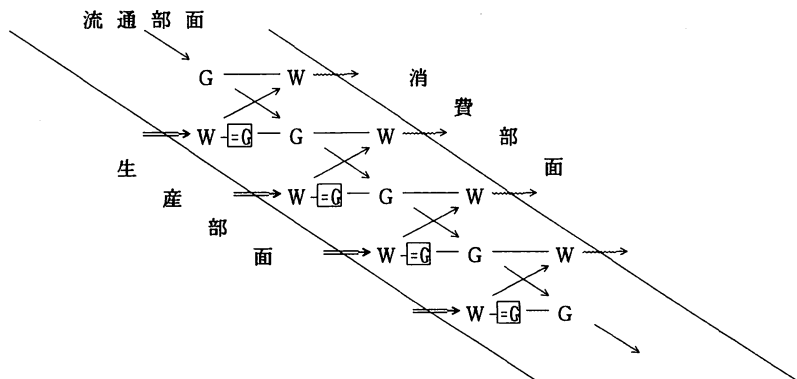 流通部面
G — W
消費部面
W -=G — G — W
W -=G — G — W
生産部面
W -=G — G — W
W -=G — G